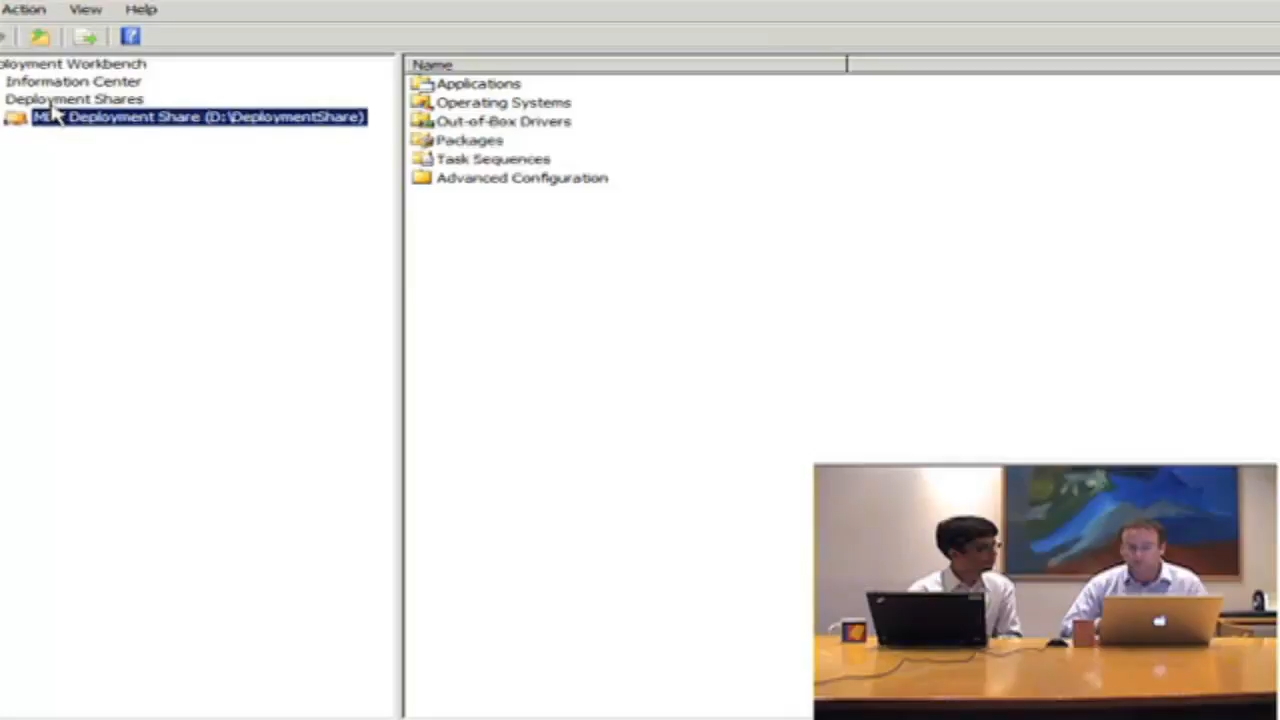 Action View Help
ployment Workbench
Information Center
Deployment Shares
Deployment Share (D:\DeploymentShare)
Name
Applications
Operating Systems
Out-of-Box Drivers
Packages
Task Sequences
Advanced Configuration